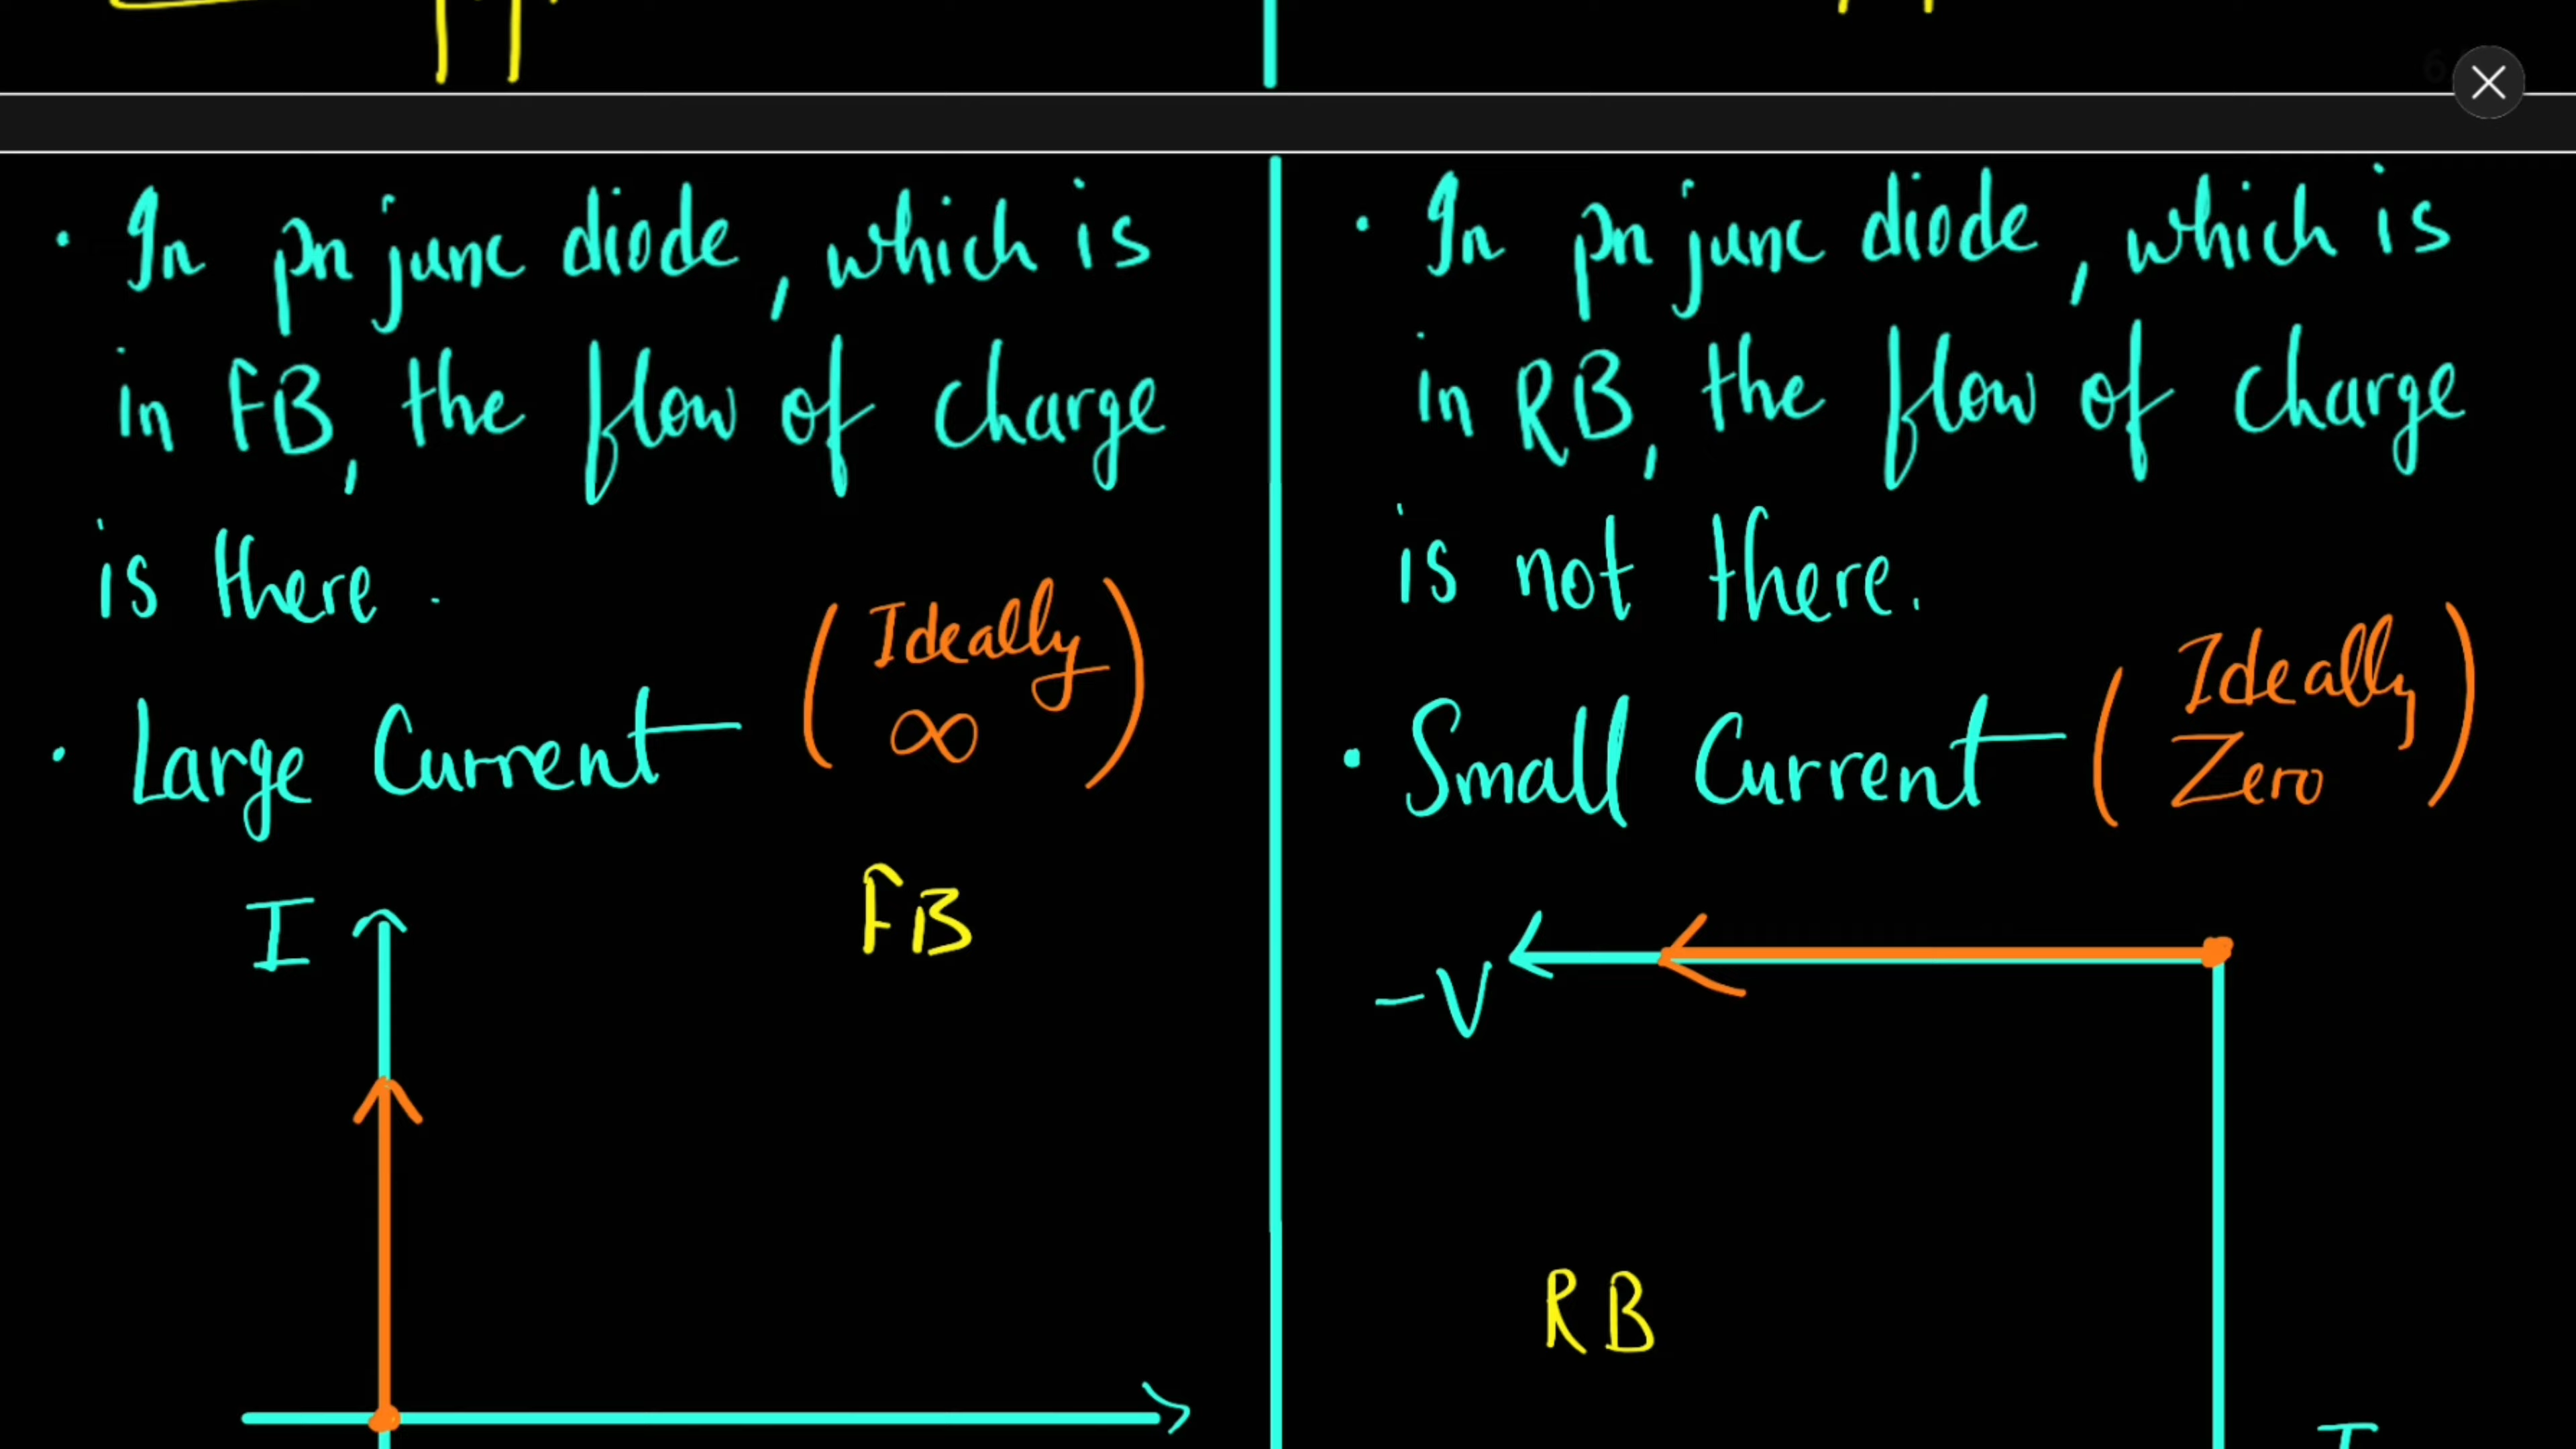 • In pn junc diode, which is
in FB, the flow of charge
is there.
• Large Current (Ideally
∞)
FB
I
• In pn junc diode, which is
in RB, the flow of charge
is not there.
• Small Current (Ideally
Zero)
-V
RB